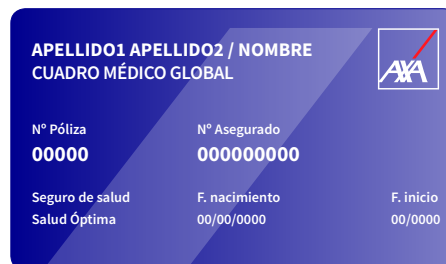 APELLIDO1 APELLIDO2 / NOMBRE
CUADRO MÉDICO GLOBAL
AXA
Nº Póliza Nº Asegurado
00000 000000000
Seguro de salud F. nacimiento F. inicio
Salud Óptima 00/00/0000 00/0000